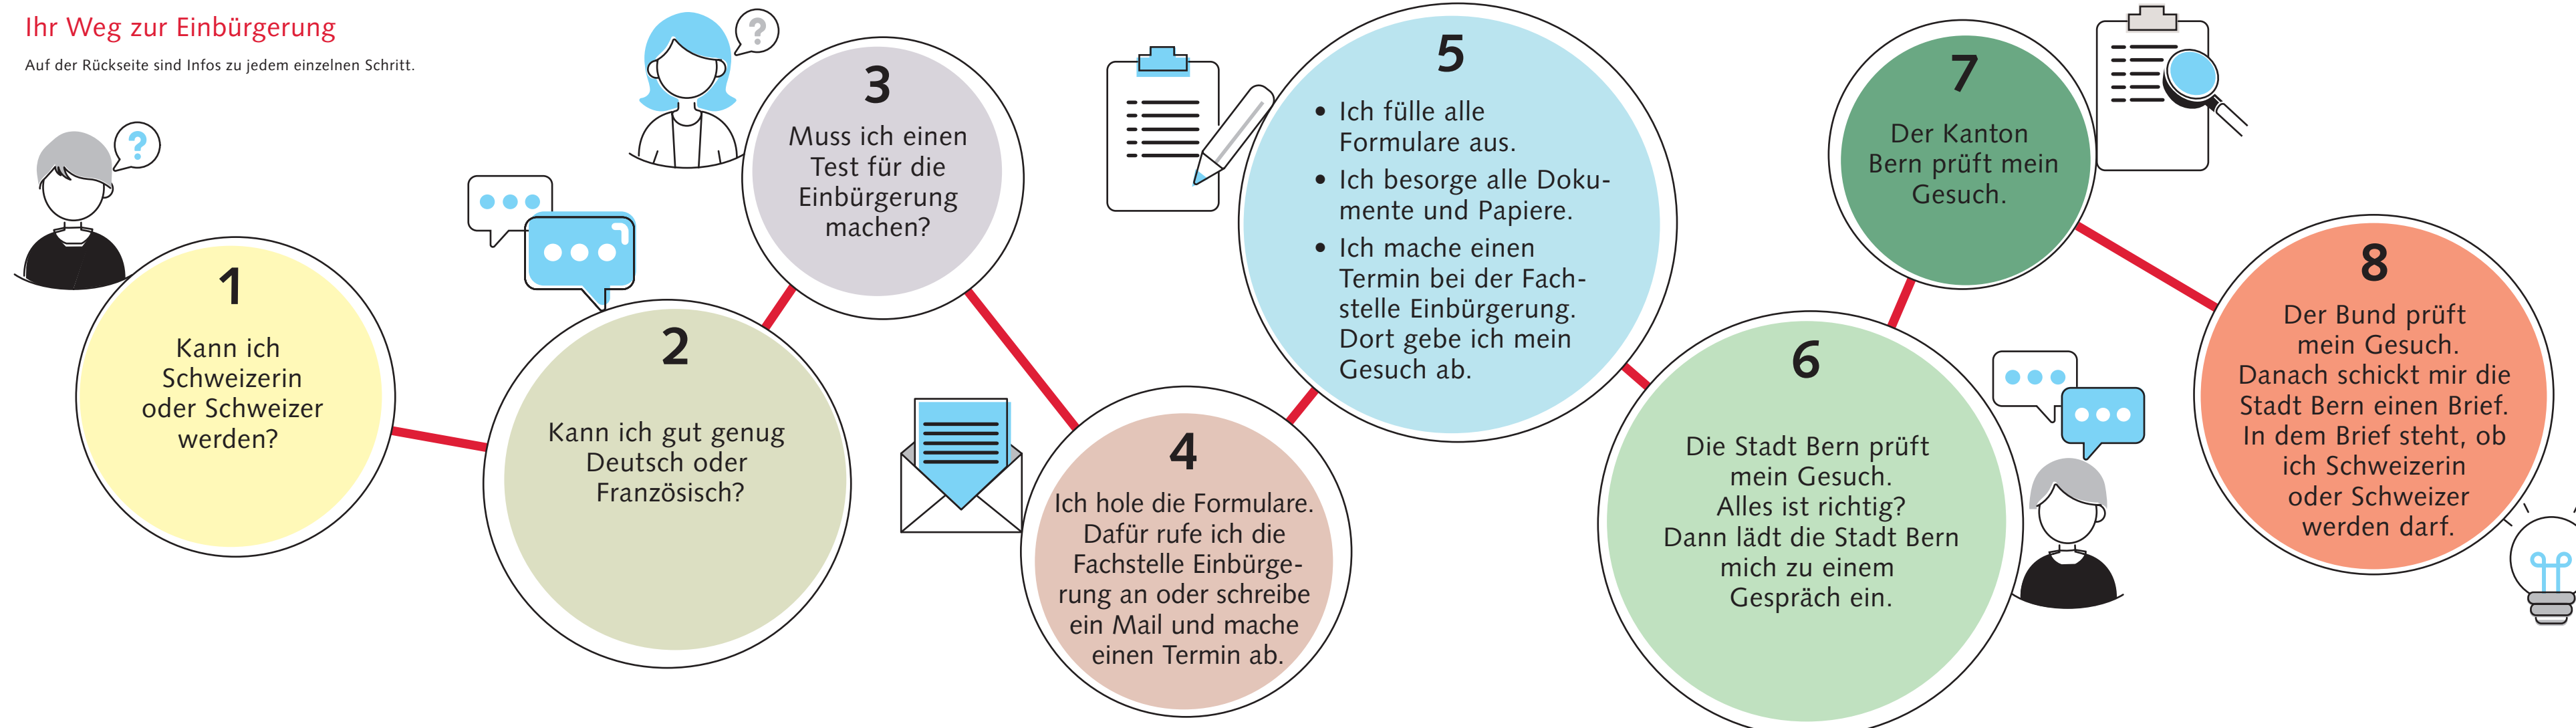 Ihr Weg zur Einbürgerung
Auf der Rückseite sind Infos zu jedem einzelnen Schritt.
?
1
Kann ich
Schweizerin
oder Schweizer
werden?
2
Kann ich gut genug
Deutsch oder
Französisch?
?
3
Muss ich einen
Test für die
Einbürgerung
machen?
4
Ich hole die Formulare.
Dafür rufe ich die
Fachstelle Einbürge-
rung an oder schreibe
ein Mail und mache
einen Termin ab.
5
• Ich fülle alle
Formulare aus.
• Ich besorge alle Doku-
mente und Papiere.
• Ich mache einen
Termin bei der Fach-
stelle Einbürgerung.
Dort gebe ich mein
Gesuch ab.
6
Die Stadt Bern prüft
mein Gesuch.
Alles ist richtig?
Dann lädt die Stadt Bern
mich zu einem
Gespräch ein.
7
Der Kanton
Bern prüft mein
Gesuch.
8
Der Bund prüft
mein Gesuch.
Danach schickt mir die
Stadt Bern einen Brief.
In dem Brief steht, ob
ich Schweizerin
oder Schweizer
werden darf.